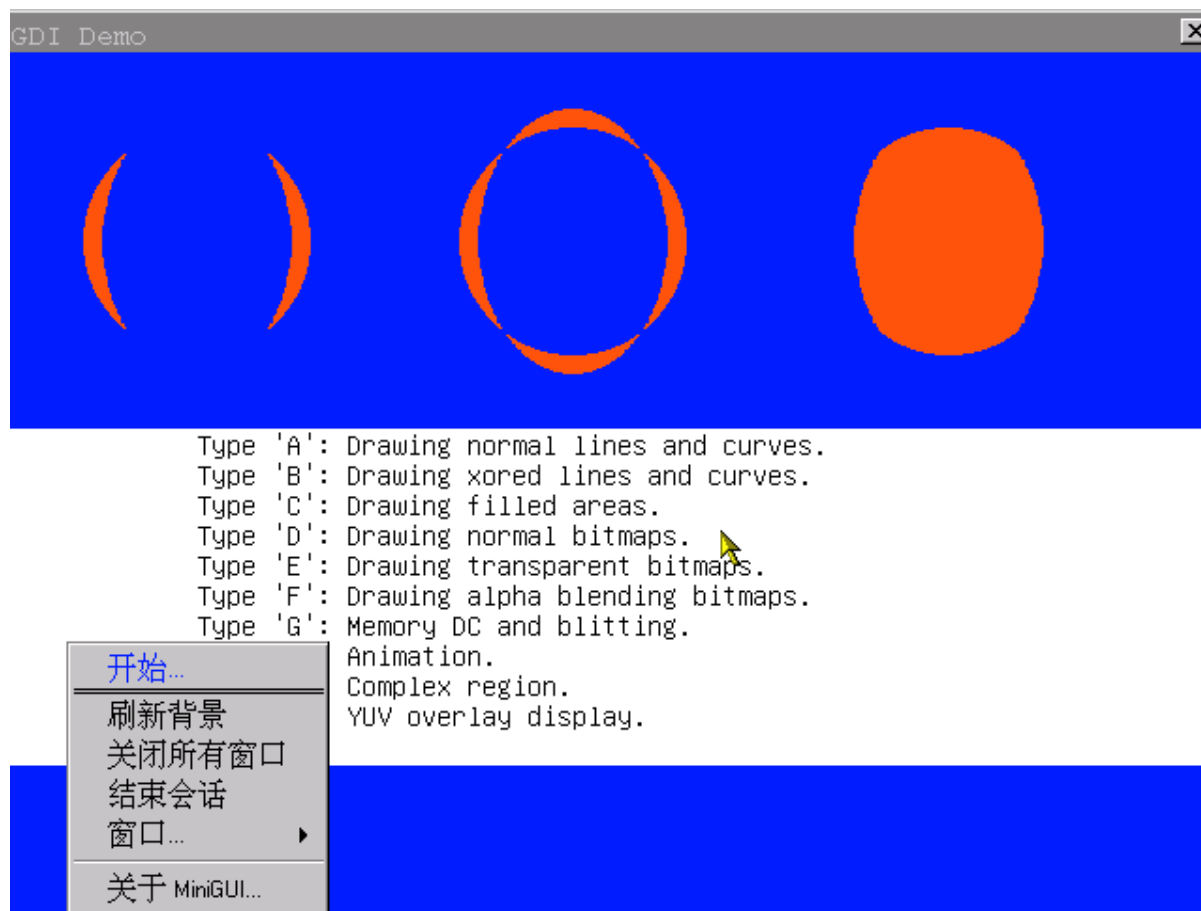 GDI Demo
Type 'A': Drawing normal lines and curves.
Type 'B': Drawing xored lines and curves.
Type 'C': Drawing filled areas.
Type 'D': Drawing normal bitmaps.
Type 'E': Drawing transparent bitmaps.
Type 'F': Drawing alpha blending bitmaps.
Type 'G': Memory DC and blitting.
Animation.
Complex region.
YUV overlay display.
开始...
刷新背景
关闭所有窗口
结束会话
窗口...
关于 MiniGUI...